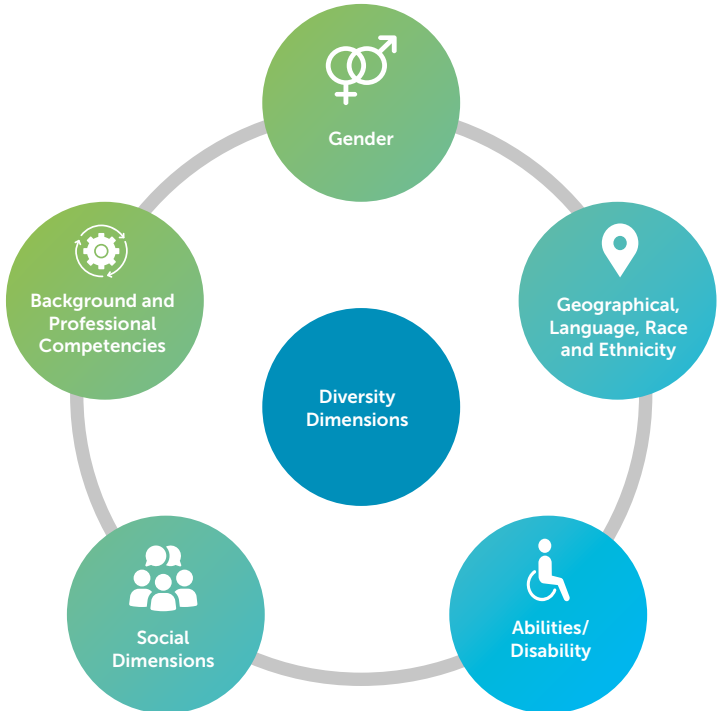 Gender
Geographical,
Language, Race
and Ethnicity
Abilities/
Disability
Social
Dimensions
Background and
Professional
Competencies
Diversity
Dimensions